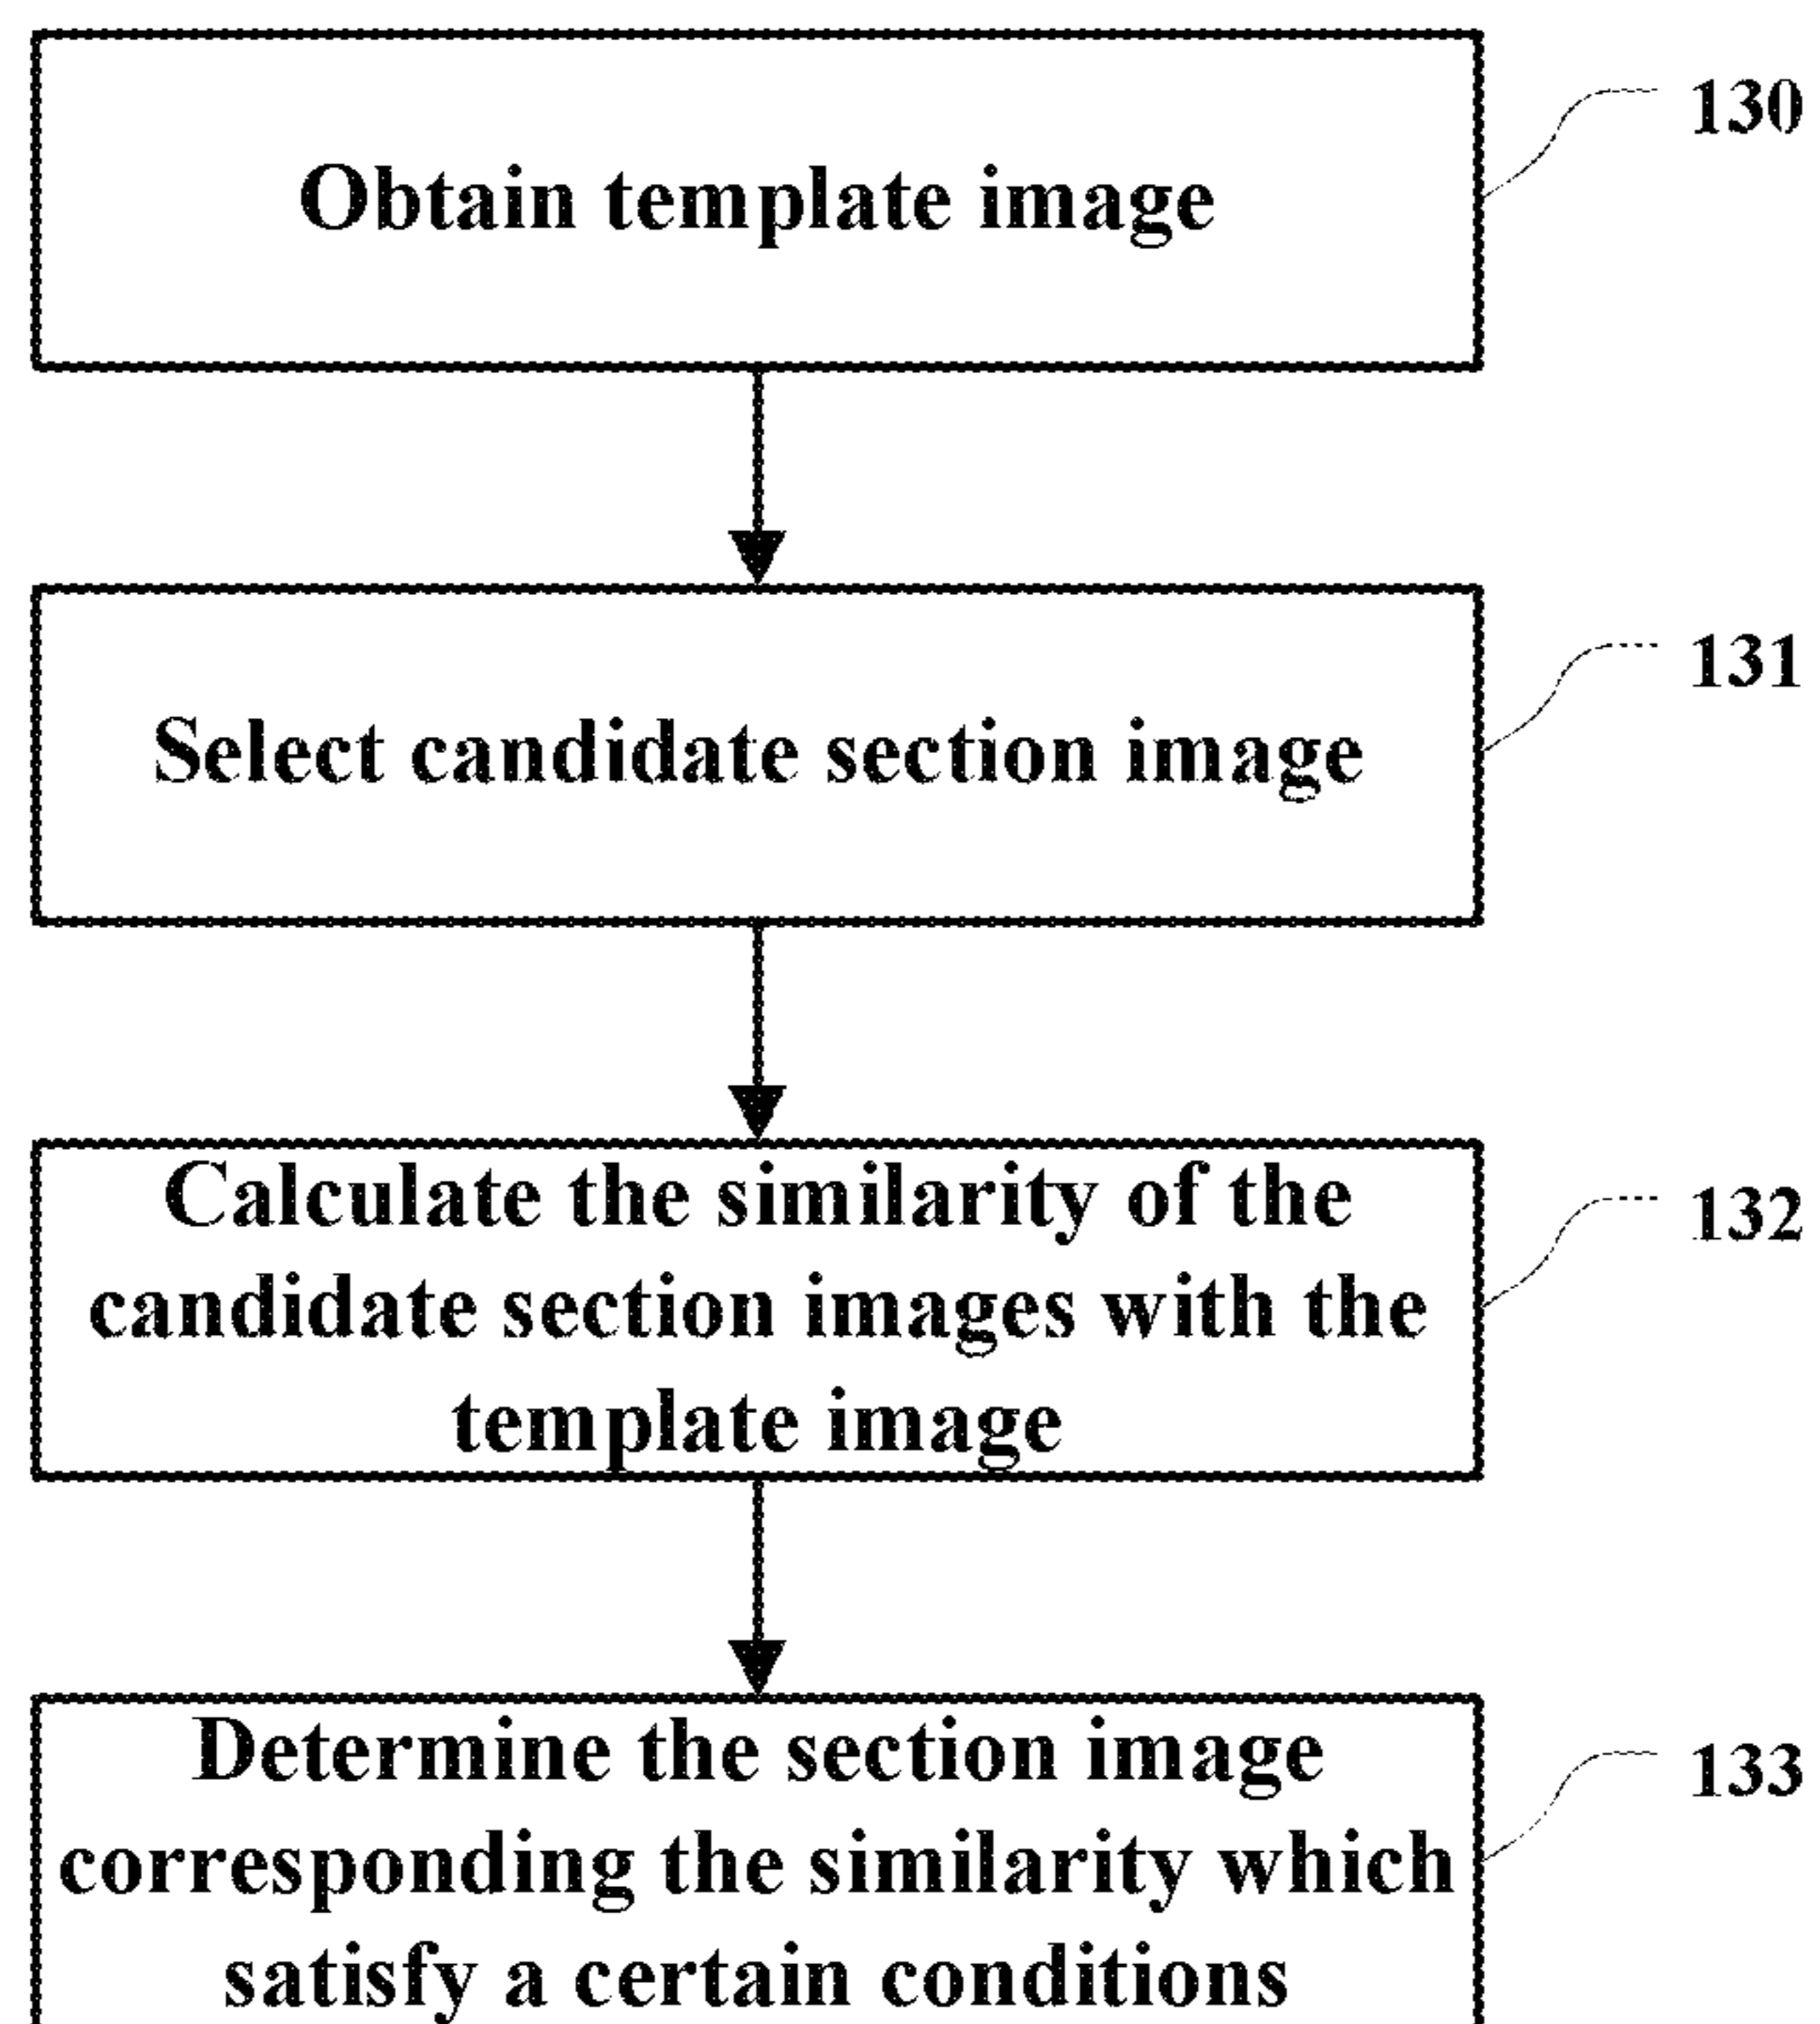 Obtain template image
130
Select candidate section image
131
Calculate the similarity of the
candidate section images with the
template image
132
Determine the section image
corresponding the similarity which
satisfy a certain conditions
133